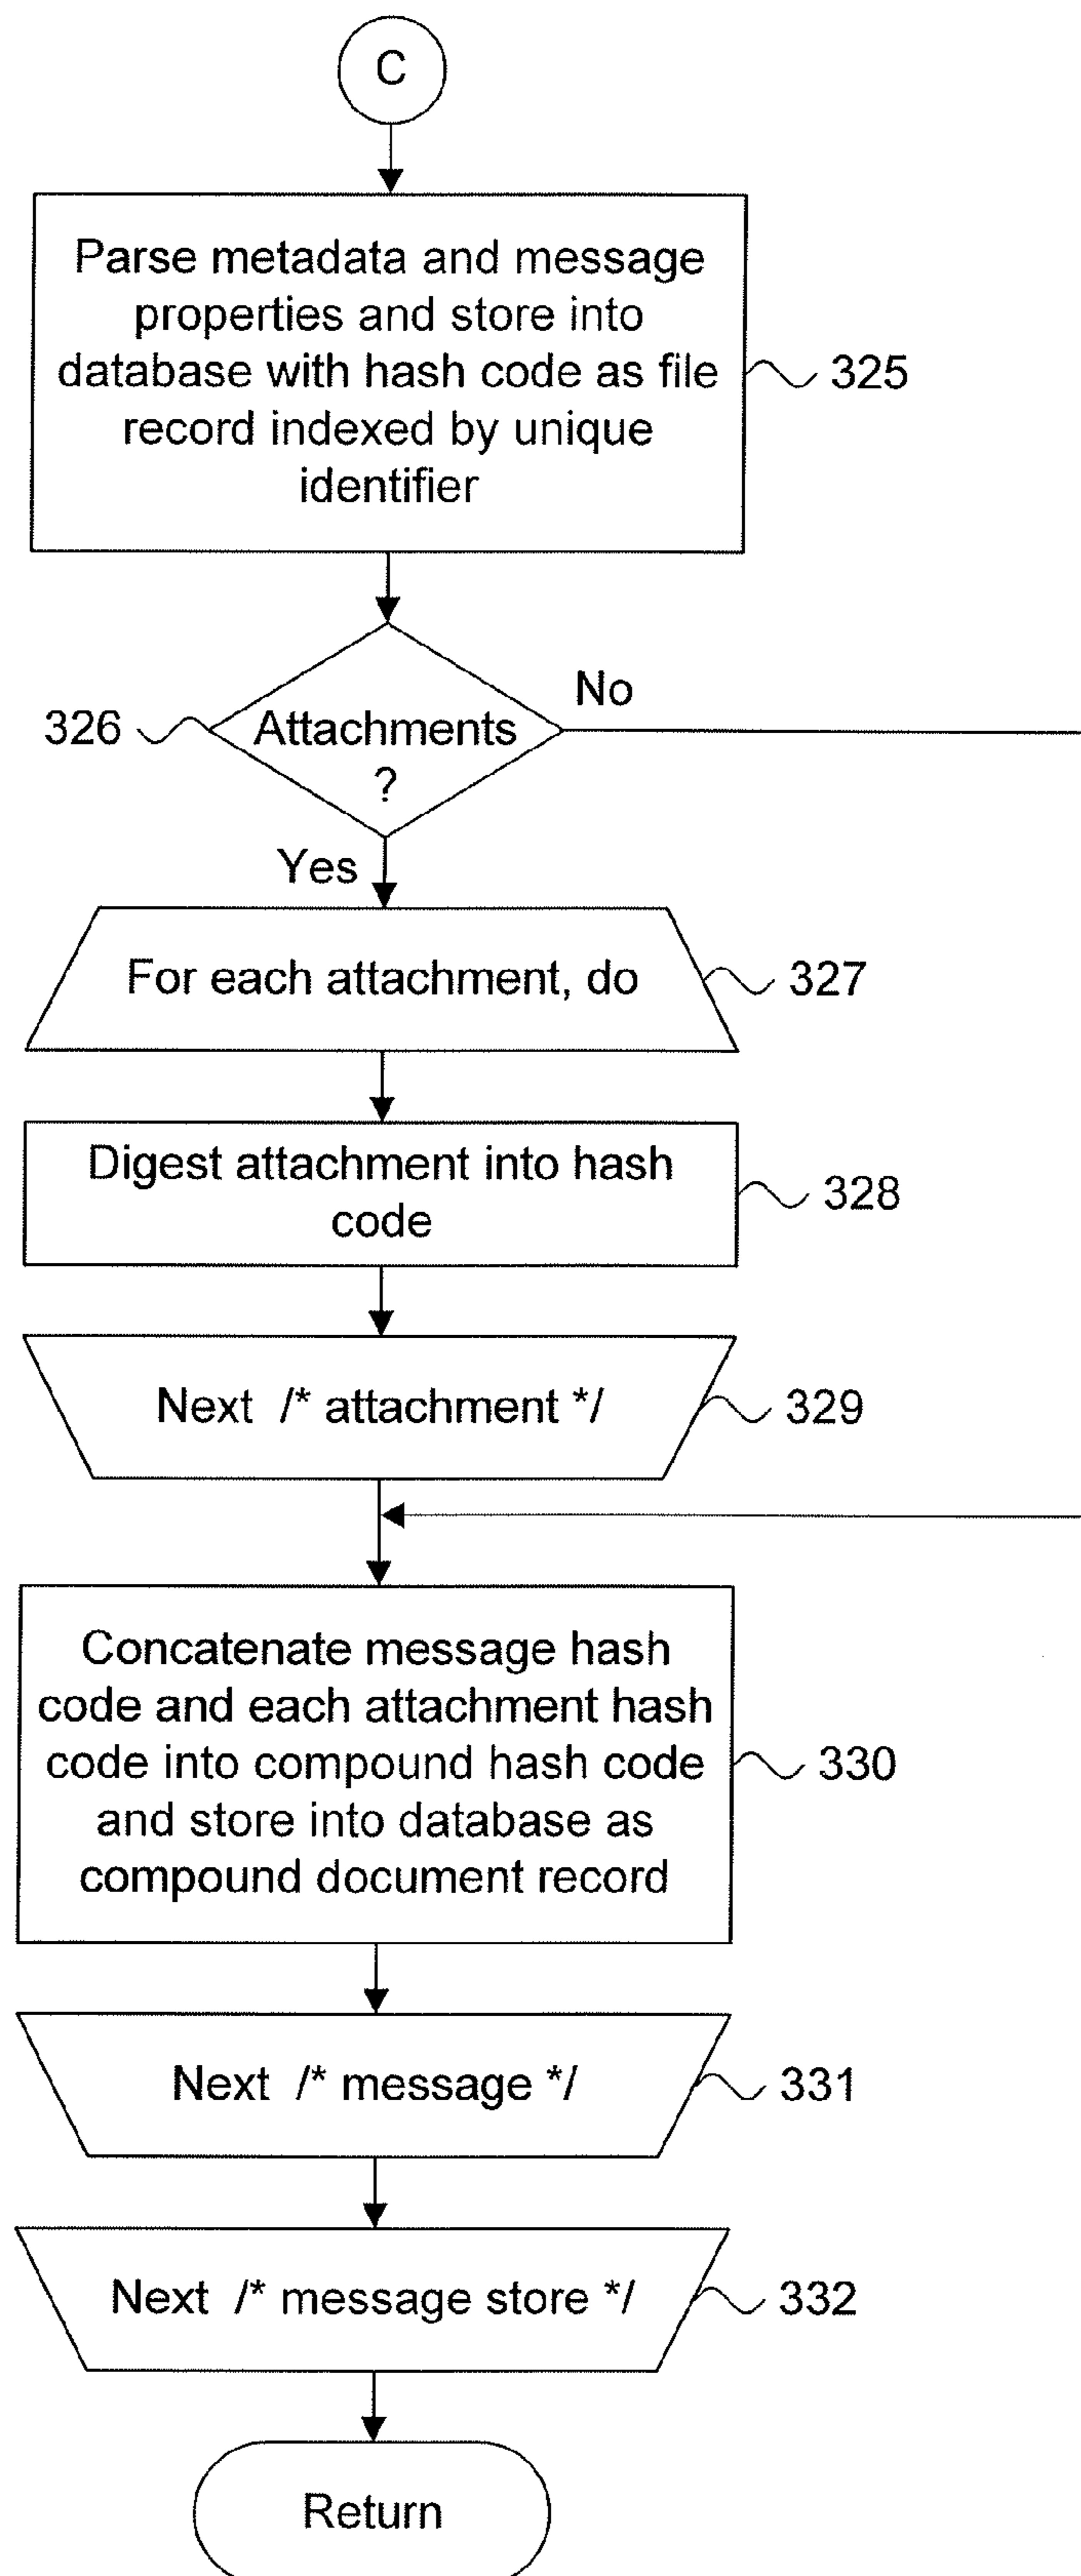 C
Parse metadata and message
properties and store into
database with hash code as file
record indexed by unique
identifier
325
No
326
Attachments
?
Yes
For each attachment, do
327
Digest attachment into hash
code
328
Next /* attachment */
329
Concatenate message hash
code and each attachment hash
code into compound hash code
and store into database as
compound document record
330
Next /* message */
331
Next /* message store */
332
Return